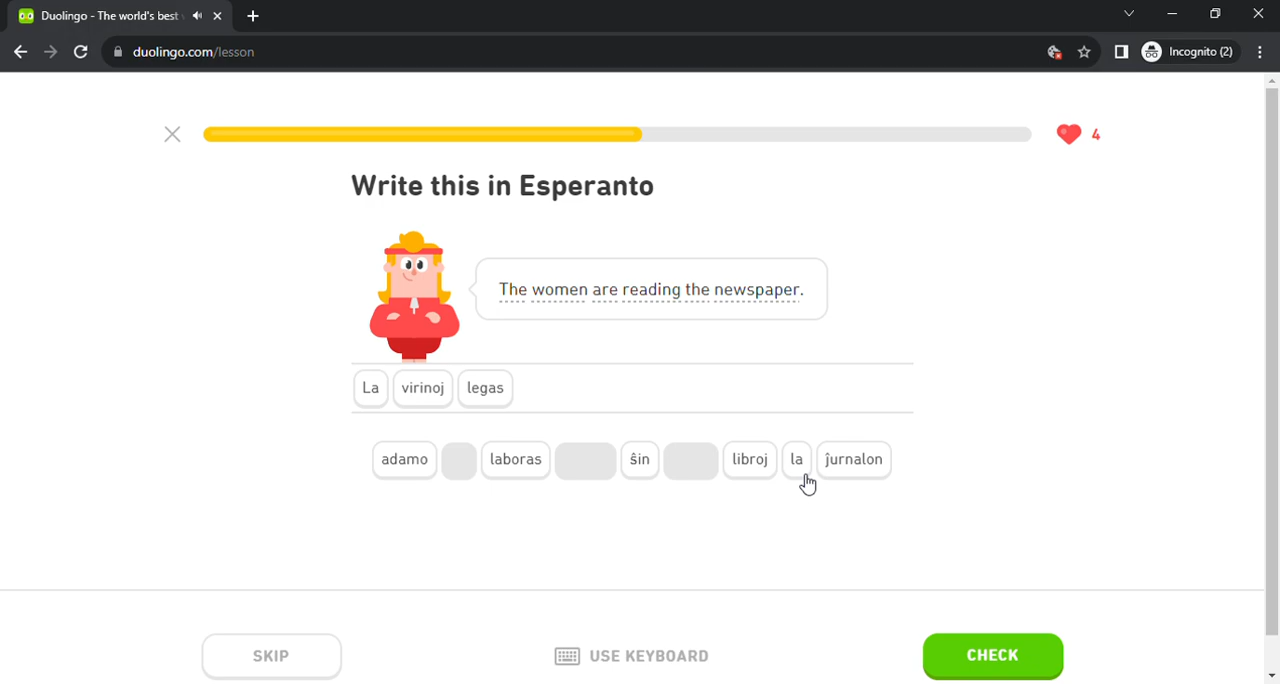 Duolingo - The world's best
duolingo.com/lesson
Incognito (2)
4
Write this in Esperanto
The women are reading the newspaper.
La virinoj legas
adamo laboras ŝin libroj la ĵurnalon
SKIP
USE KEYBOARD
CHECK